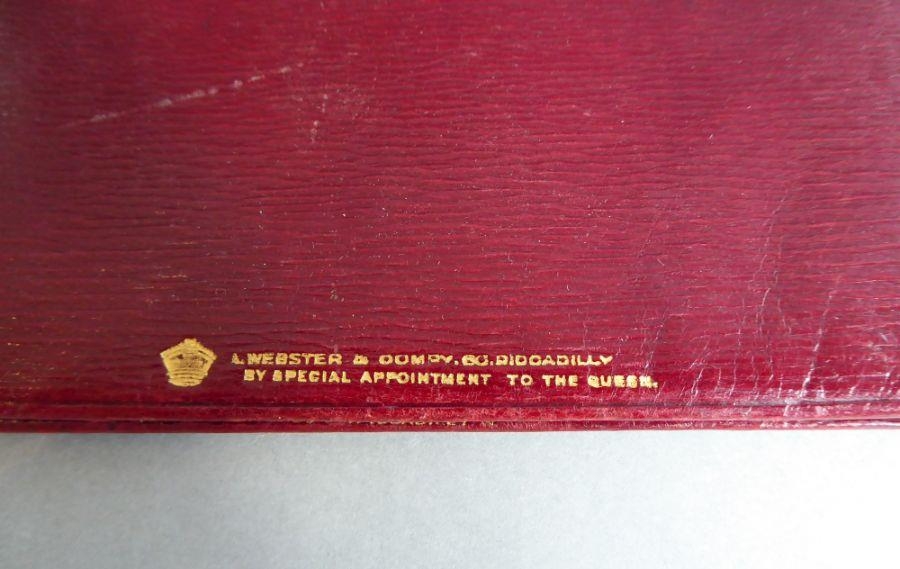 A. WEBSTER & COMPY. 60. PICCADILLY
BY SPECIAL APPOINTMENT TO THE QUEEN.